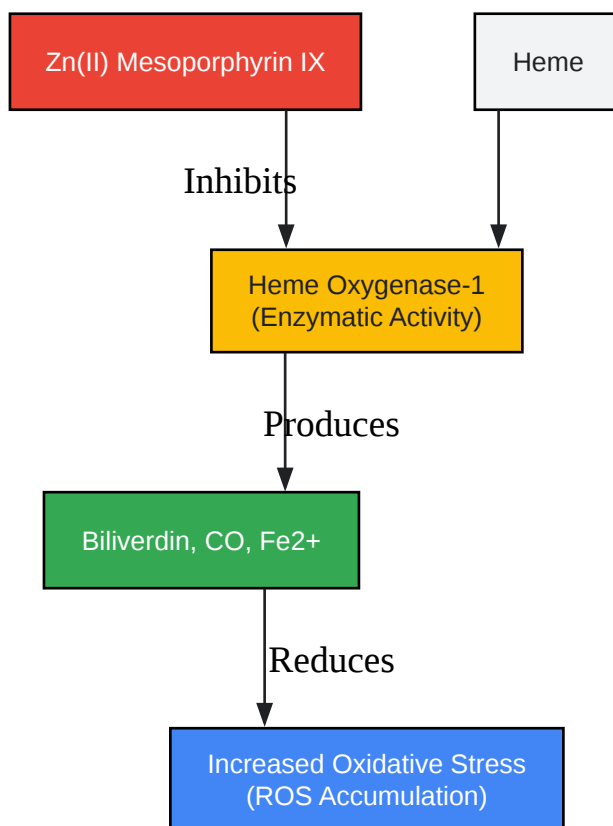 Zn(II) Mesoporphyrin IX
Heme
Inhibits
Heme Oxygenase-1
(Enzymatic Activity)
Produces
Biliverdin, CO, Fe2+
Reduces
Increased Oxidative Stress
(ROS Accumulation)